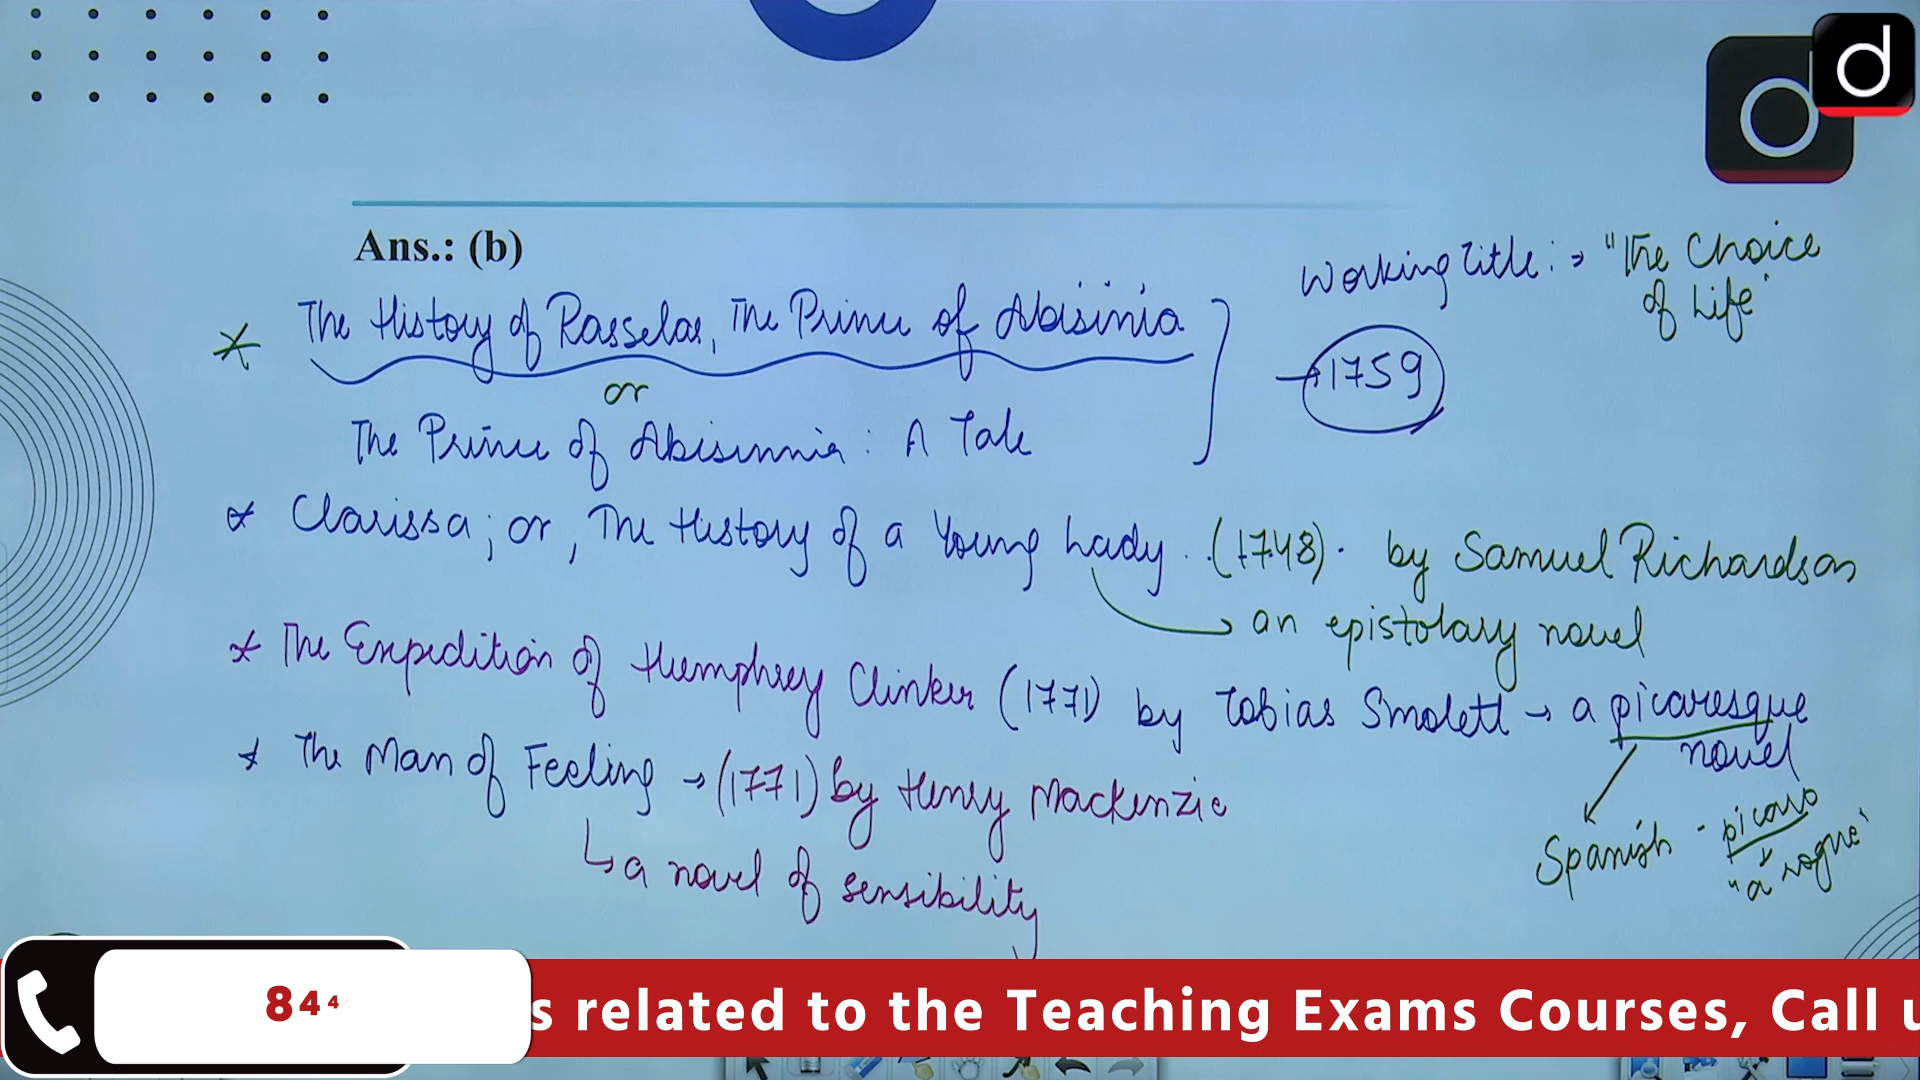 d
Ans.: (b)
Working Title :→ "The Choice of Life"
* The History of Rasselas, The Prince of Abisinia
→ 1759
or
The Prince of Abisinnia : A Tale
* Clarissa; or, The History of a Young Lady. (1748). by Samuel Richardson
→ an epistolary novel
* The Expedition of Humphrey Clinker (1771) by Tobias Smolett → a picaresque novel
* The Man of Feeling → (1771) by Henry Mackenzie
Spanish - picaro
"a rogue"
↳ a novel of sensibility
844
s related to the Teaching Exams Courses, Call u